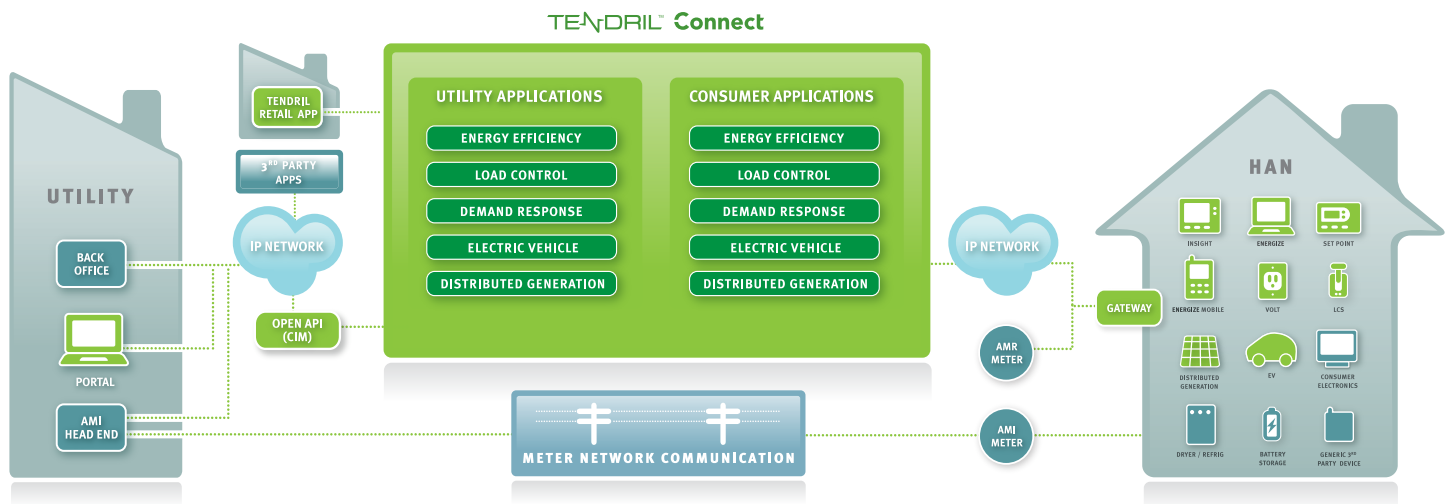 TENDRIL™ Connect
UTILITY
BACK
OFFICE
PORTAL
AMI
HEAD END
TENDRIL
RETAIL APP
3RD PARTY
APPS
IP NETWORK
OPEN API
(CIM)
UTILITY APPLICATIONS
ENERGY EFFICIENCY
LOAD CONTROL
DEMAND RESPONSE
ELECTRIC VEHICLE
DISTRIBUTED GENERATION
CONSUMER APPLICATIONS
ENERGY EFFICIENCY
LOAD CONTROL
DEMAND RESPONSE
ELECTRIC VEHICLE
DISTRIBUTED GENERATION
METER NETWORK COMMUNICATION
IP NETWORK
AMR
METER
AMI
METER
GATEWAY
HAN
INSIGHT
ENERGIZE
SET POINT
ENERGIZE MOBILE
VOLT
LCS
DISTRIBUTED
GENERATION
EV
CONSUMER
ELECTRONICS
DRYER / REFRIG
BATTERY
STORAGE
GENERIC 3RD
PARTY DEVICE